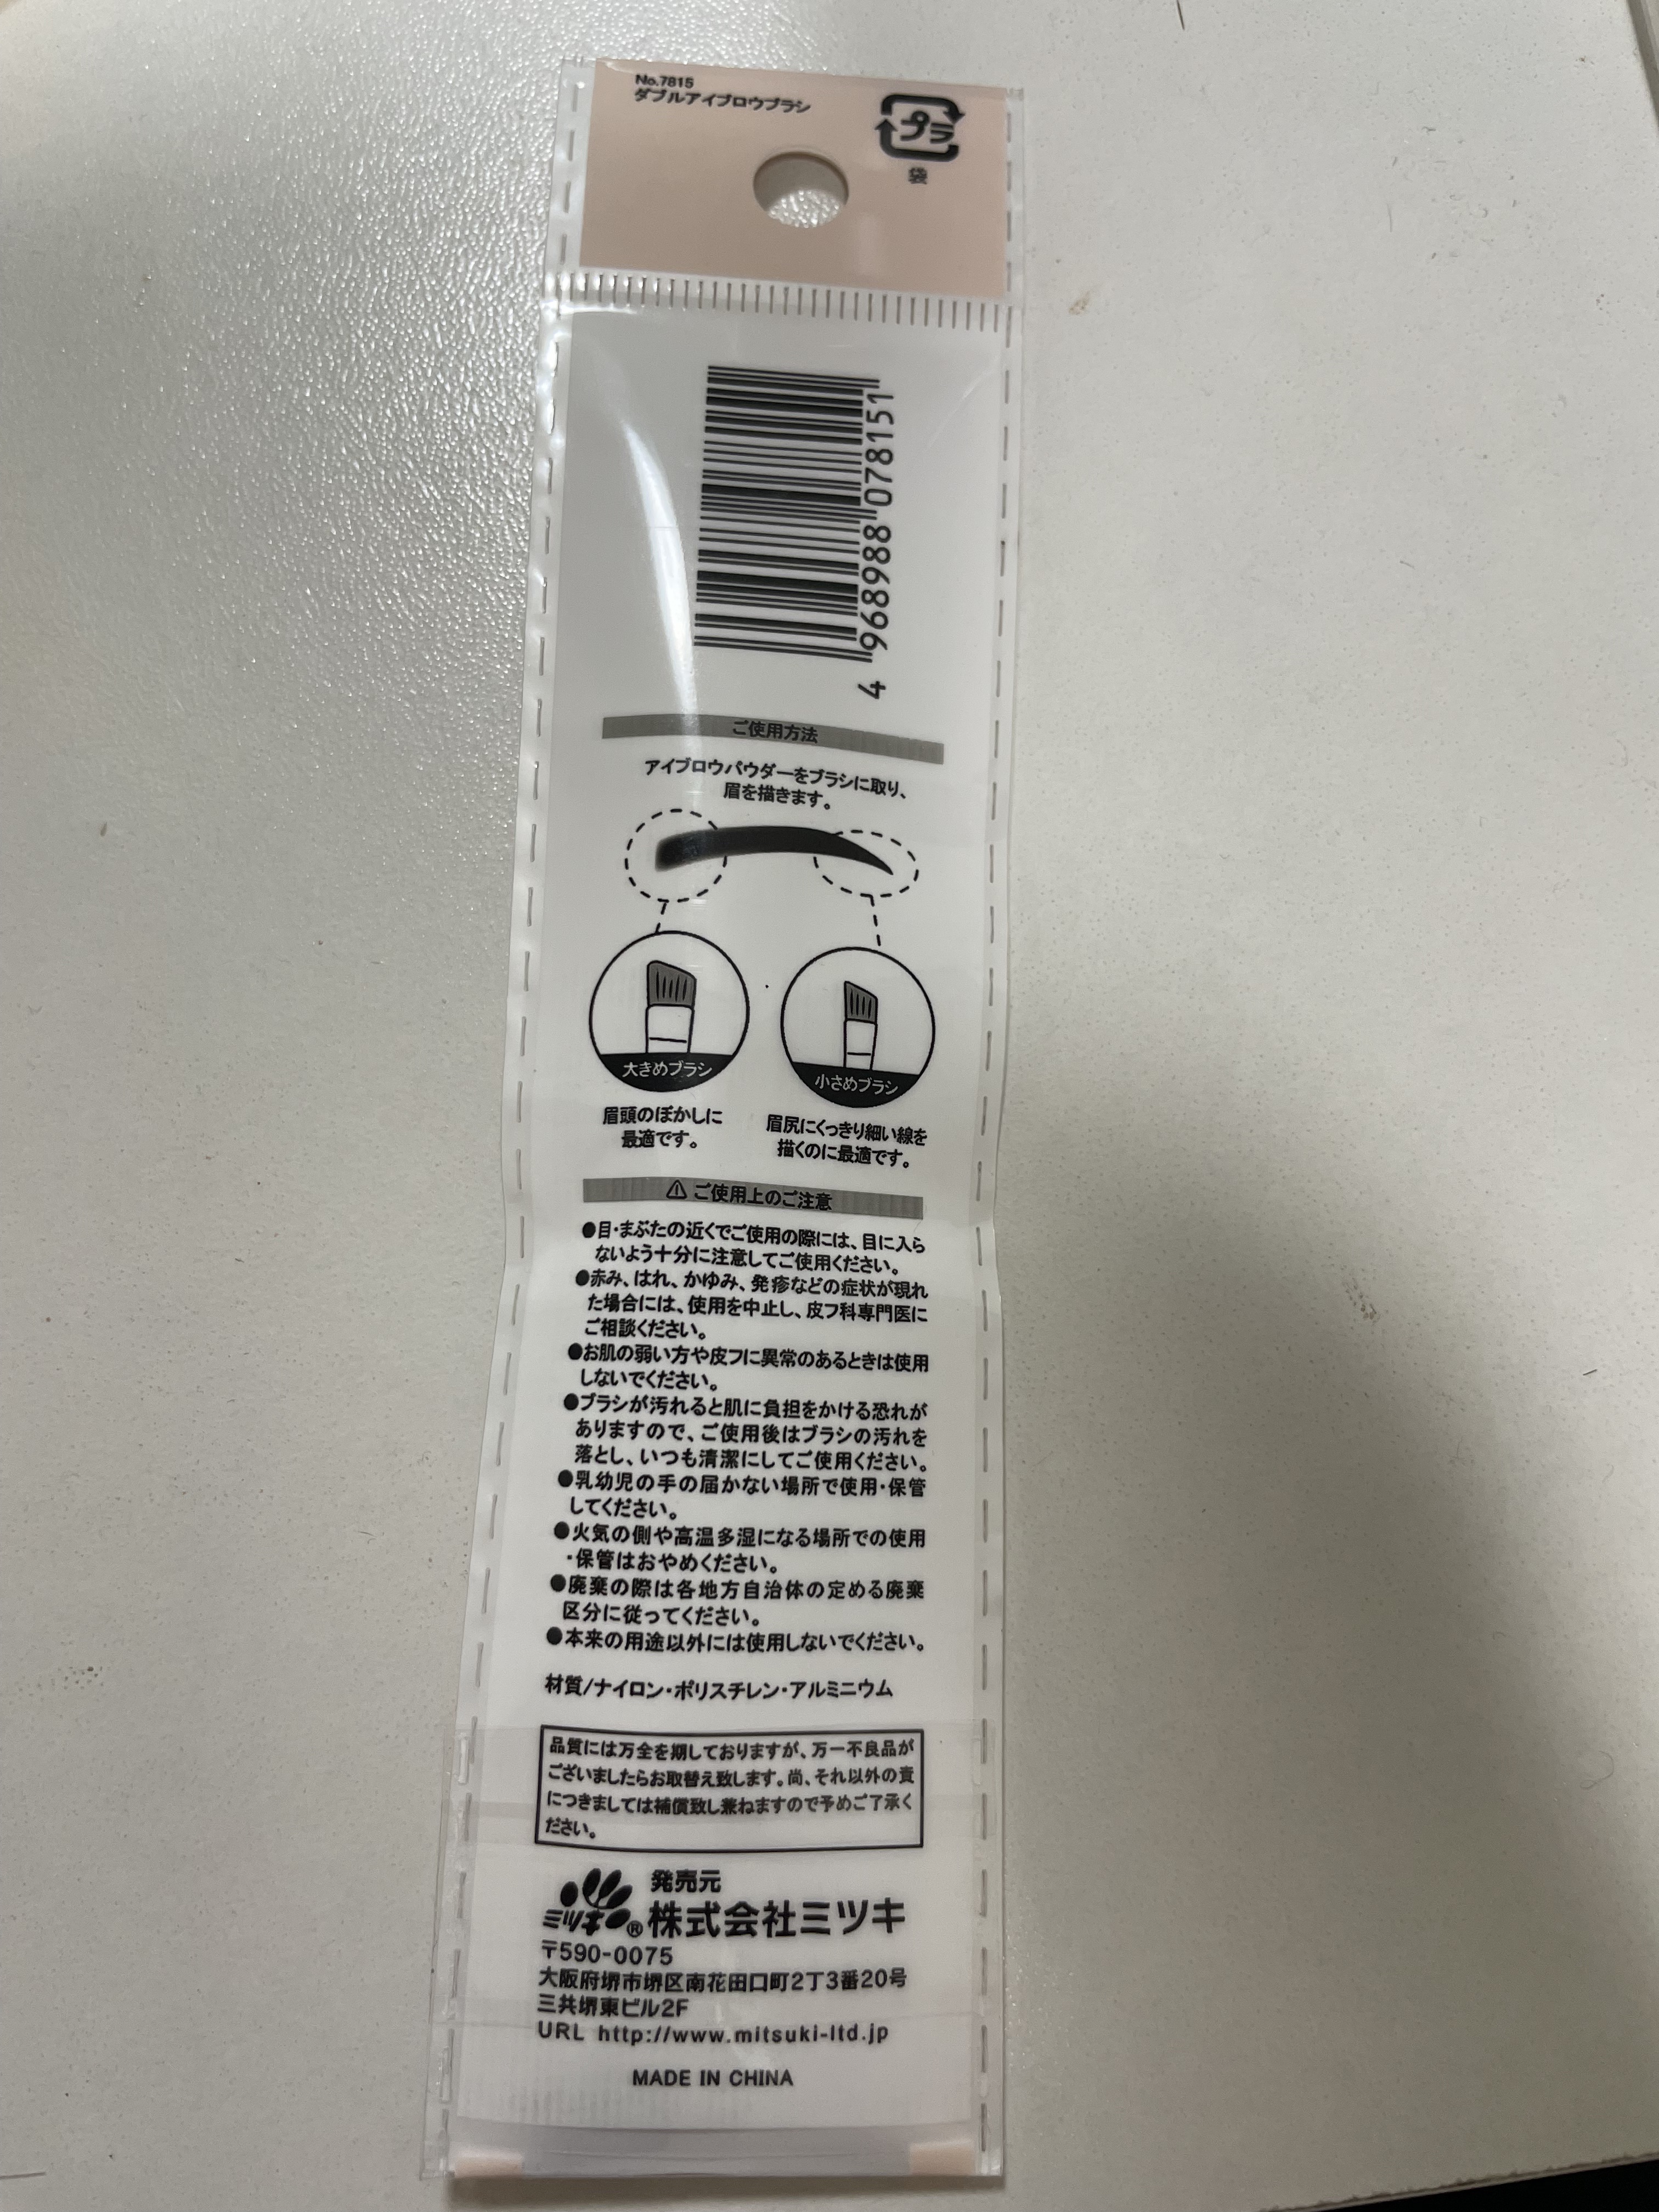 No.7815
ダブルアイブロウブラシ
プラ
袋
4 968988 078151
ご使用方法
アイブロウパウダーをブラシに取り、
眉を描きます。
大きめブラシ
眉頭のぼかしに
最適です。
小さめブラシ
眉尻にくっきり細い線を
描くのに最適です。
ご使用上のご注意
●目・まぶたの近くでご使用の際には、目に入ら
ないよう十分に注意してご使用ください。
●赤み、はれ、かゆみ、発疹などの症状が現れ
た場合には、使用を中止し、皮フ科専門医に
ご相談ください。
●お肌の弱い方や皮フに異常のあるときは使用
しないでください。
●ブラシが汚れると肌に負担をかける恐れが
ありますので、ご使用後はブラシの汚れを
落とし、いつも清潔にしてご使用ください。
●乳幼児の手の届かない場所で使用・保管
してください。
●火気の側や高温多湿になる場所での使用
・保管はおやめください。
●廃棄の際は各地方自治体の定める廃棄
区分に従ってください。
●本来の用途以外には使用しないでください。
材質/ナイロン・ポリスチレン・アルミニウム
品質には万全を期しておりますが、万一不良品が
ございましたらお取替え致します。尚、それ以外の責
につきましては補償致し兼ねますので予めご了承く
ださい。
ミツキ®
発売元
株式会社ミツキ
〒590-0075
大阪府堺市堺区南花田口町2丁3番20号
三共堺東ビル2F
URL http://www.mitsuki-ltd.jp
MADE IN CHINA